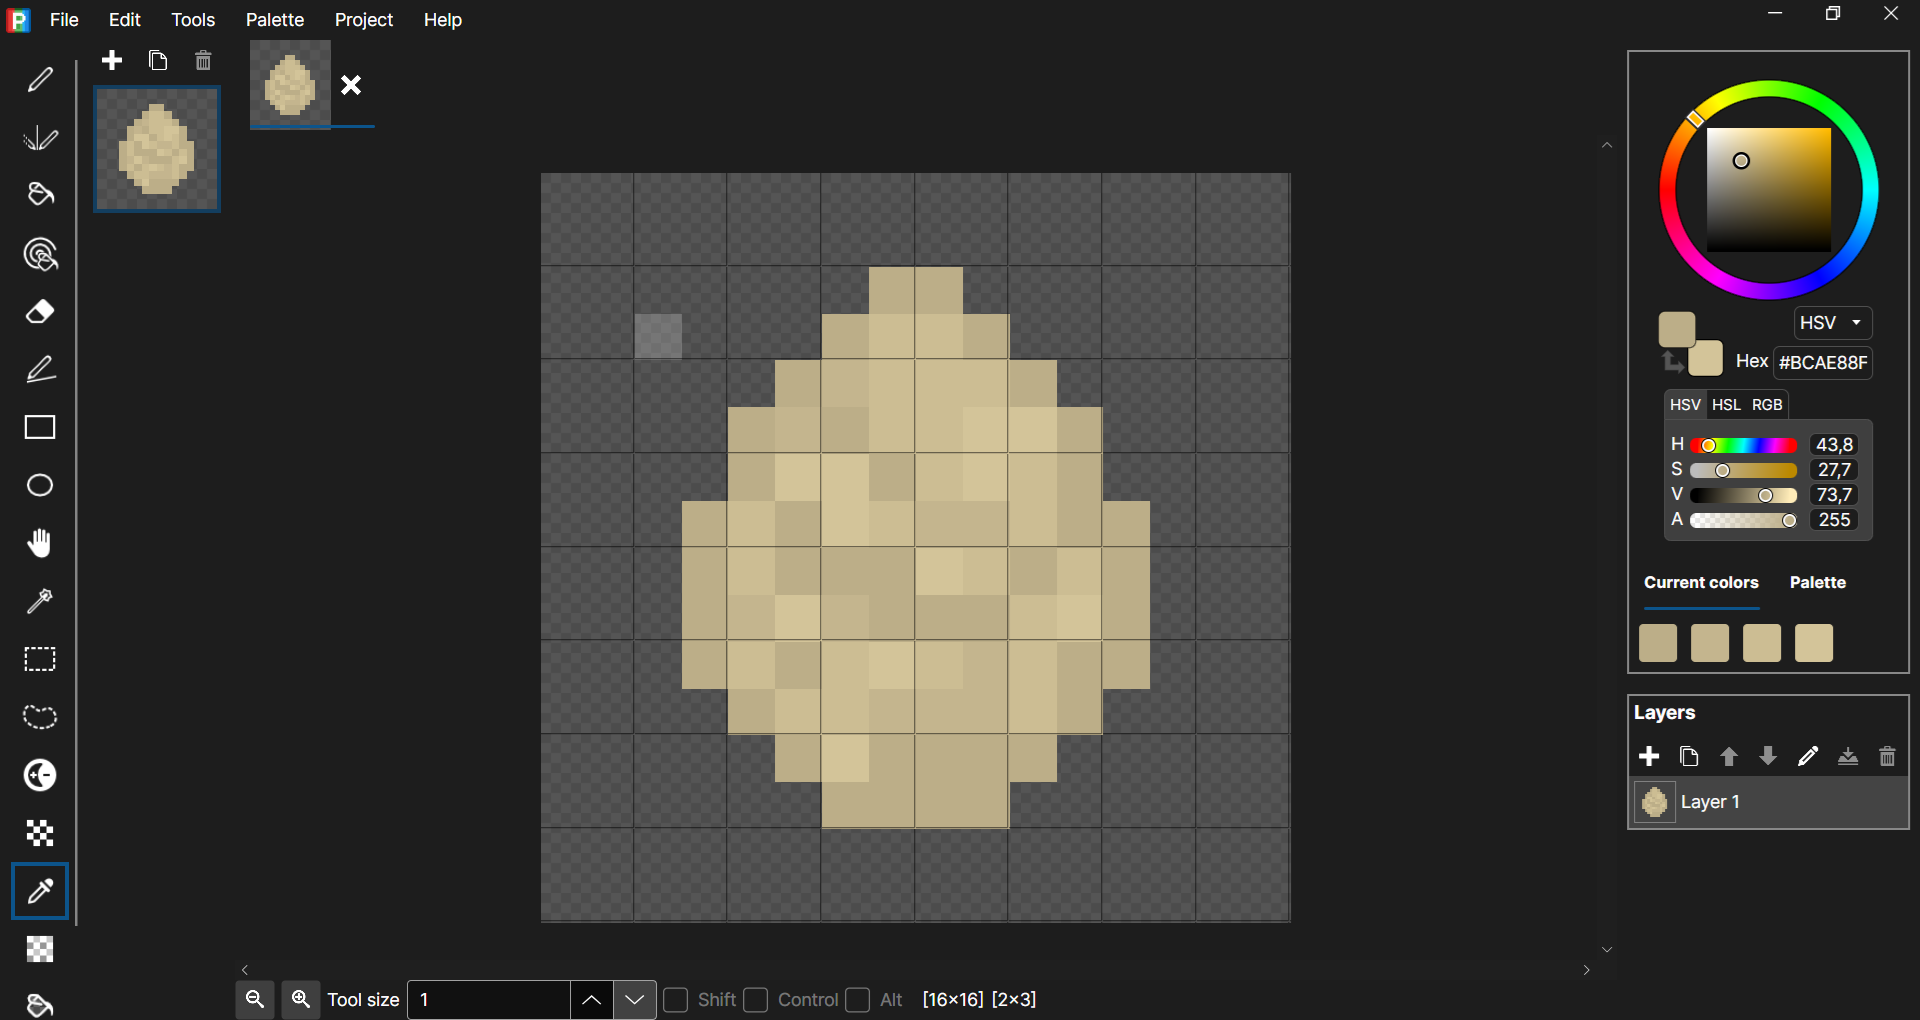 P File Edit Tools Palette Project Help
HSV
Hex #BCAE88F
HSV HSL RGB
H 43,8
S 27,7
V 73,7
A 255
Current colors Palette
Layers
Layer 1
Tool size 1 Shift Control Alt [16×16] [2×3]